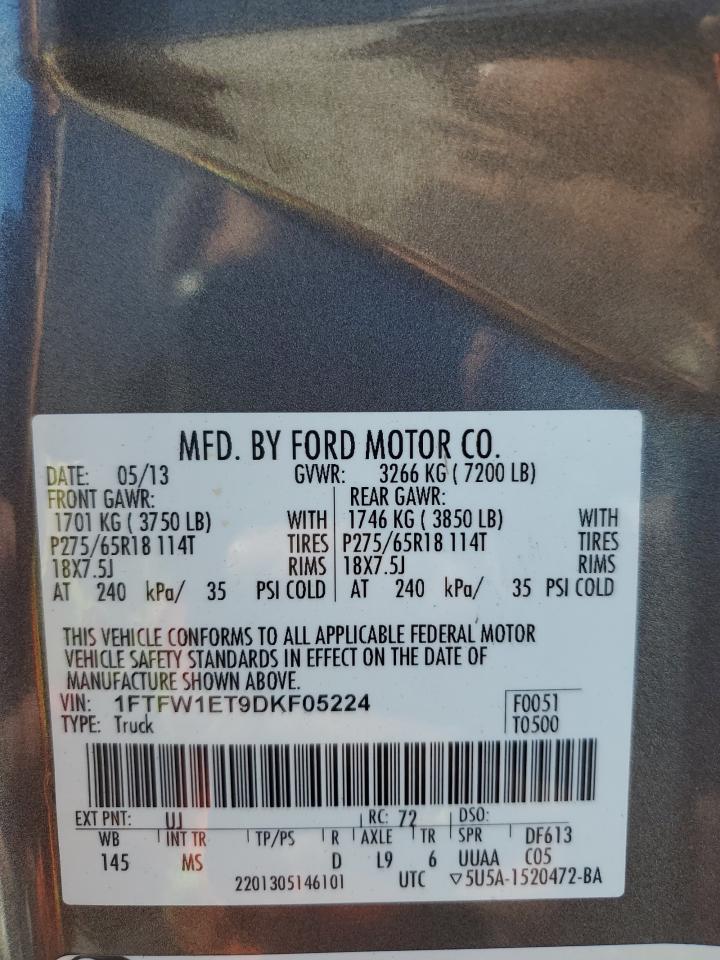 MFD. BY FORD MOTOR CO.
DATE: 05/13 GVWR: 3266 KG ( 7200 LB)
FRONT GAWR: REAR GAWR:
1701 KG ( 3750 LB) WITH 1746 KG ( 3850 LB) WITH
P275/65R18 114T TIRES P275/65R18 114T TIRES
18X7.5J RIMS 18X7.5J RIMS
AT 240 kPa/ 35 PSI COLD AT 240 kPa/ 35 PSI COLD
THIS VEHICLE CONFORMS TO ALL APPLICABLE FEDERAL MOTOR
VEHICLE SAFETY STANDARDS IN EFFECT ON THE DATE OF
MANUFACTURE SHOWN ABOVE.
VIN: 1FTFW1ET9DKF05224 F0051
TYPE: Truck T0500
EXT PNT: UJ RC: 72 DSO:
WB INT TR TP/PS R AXLE TR SPR DF613
145 MS D L9 6 UUAA C05
2201305146101 UTC ▽5U5A-1520472-BA